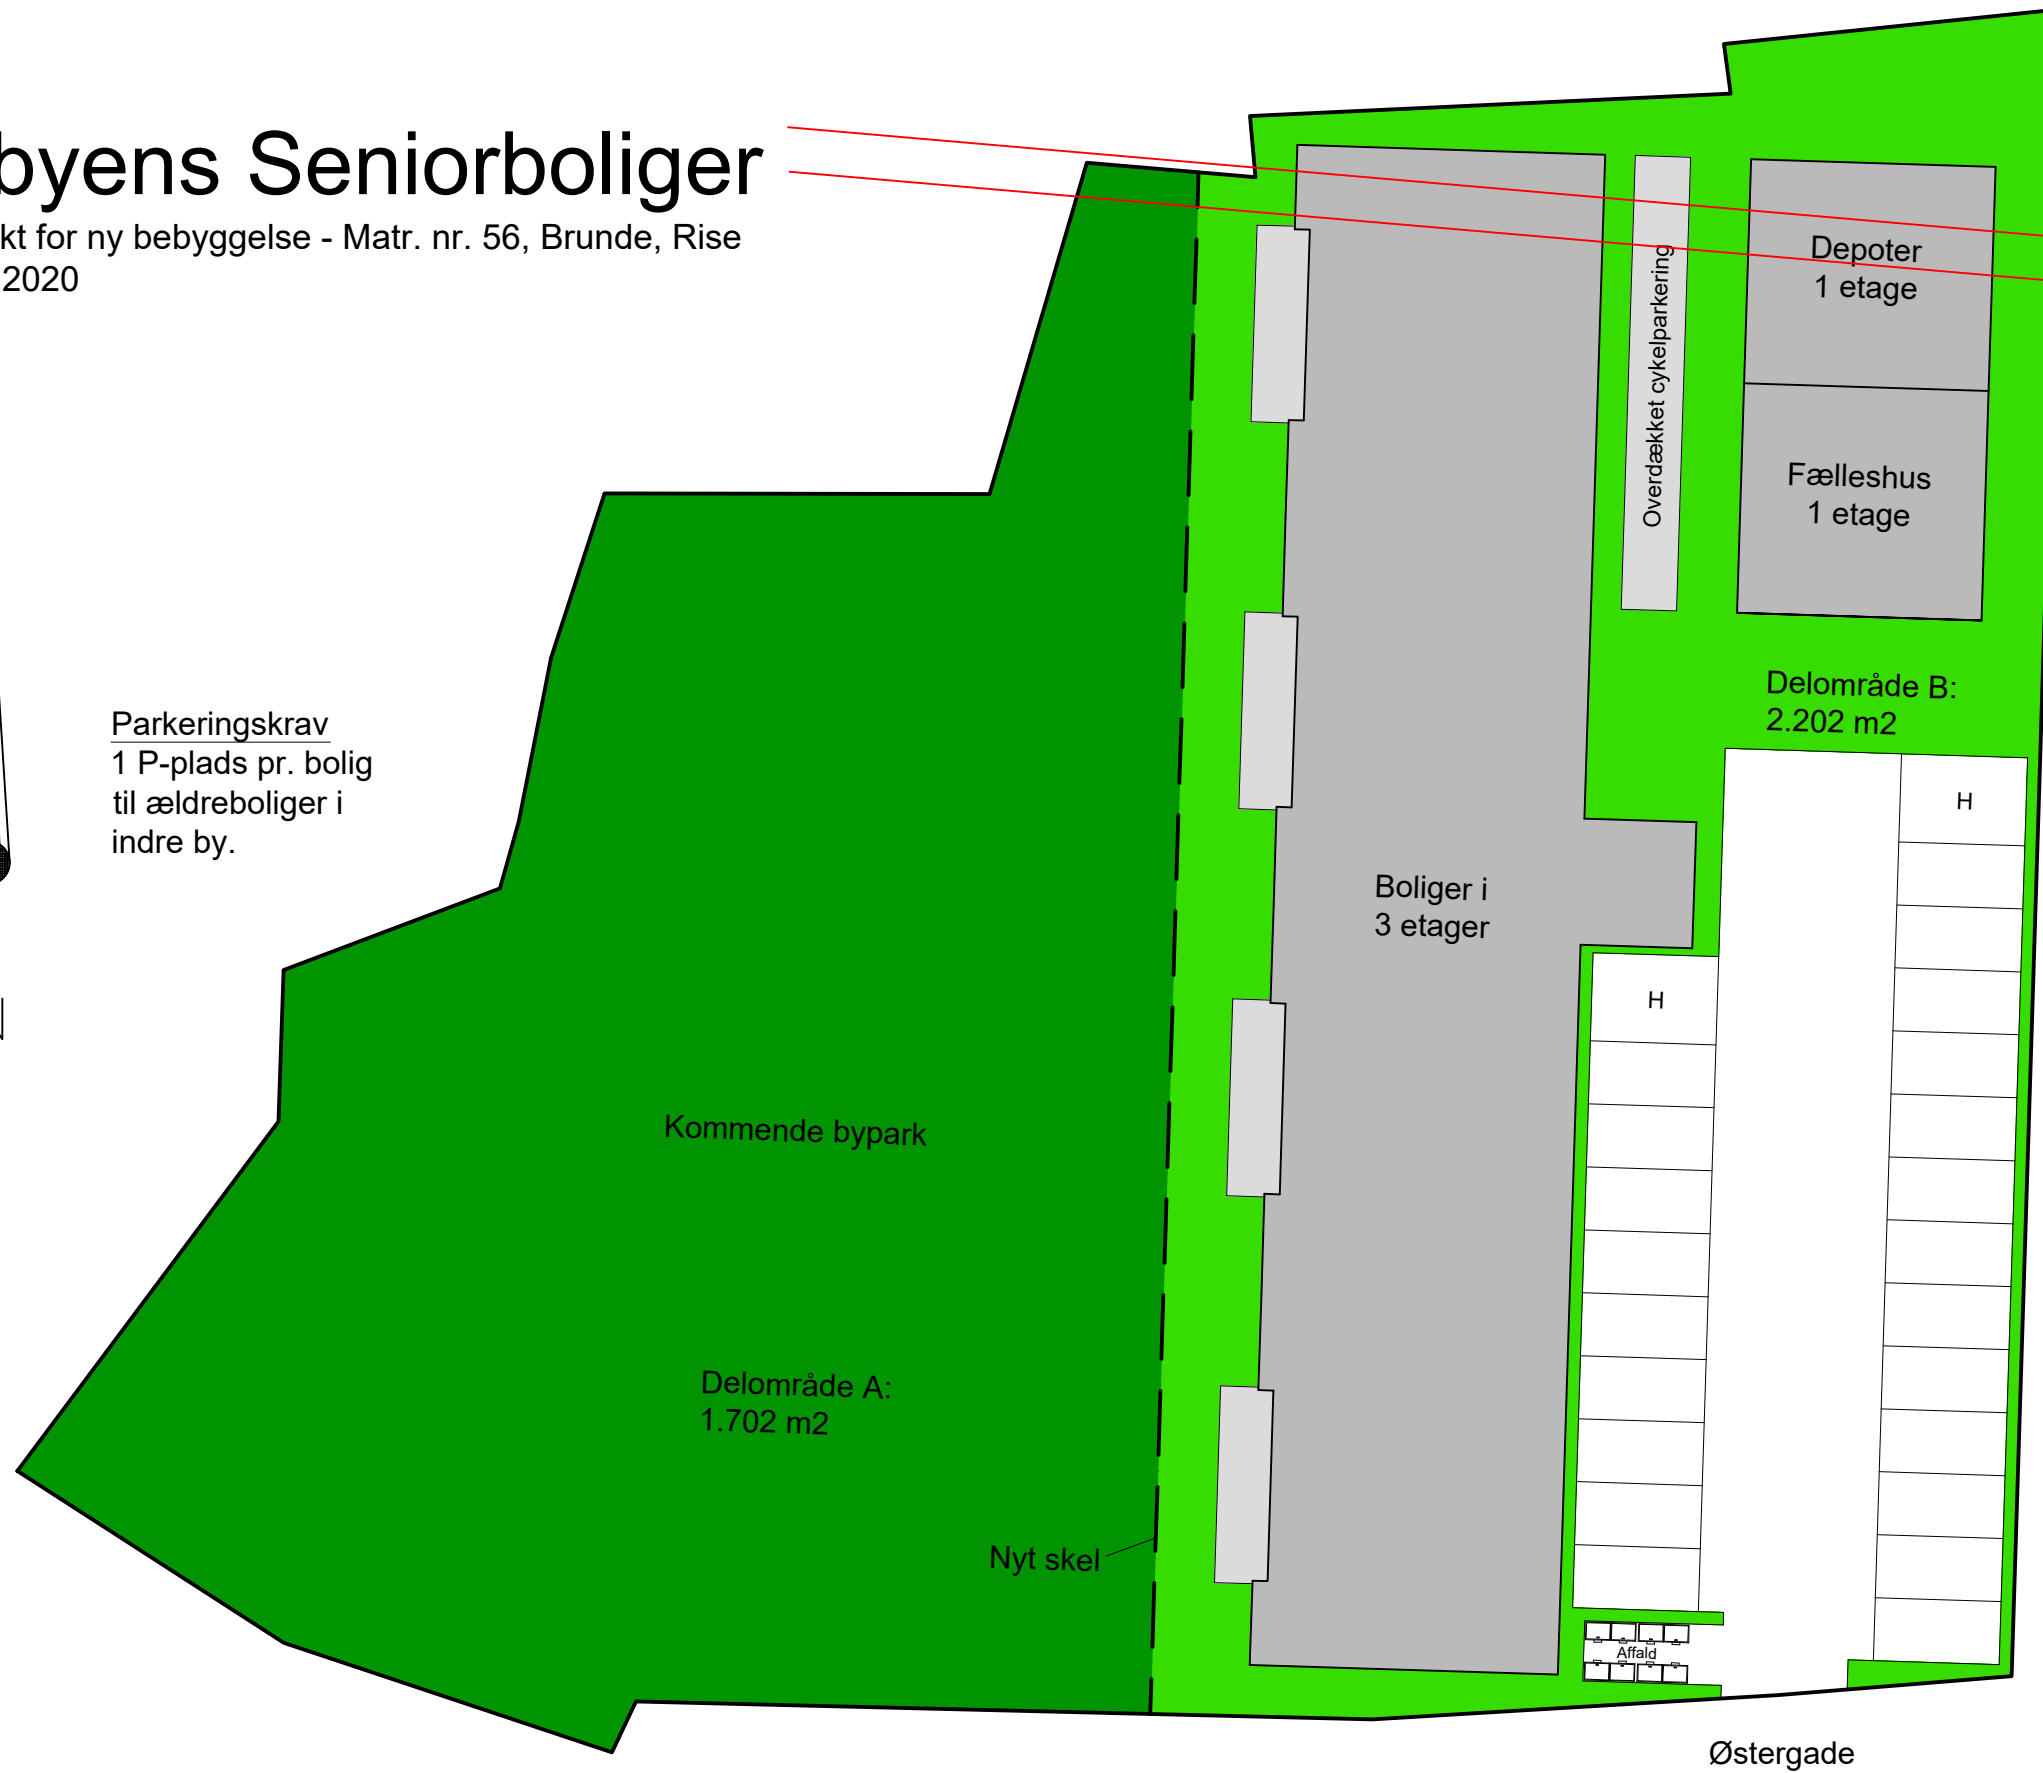 byens Seniorboliger
kt for ny bebyggelse - Matr. nr. 56, Brunde, Rise
2020
Parkeringskrav
1 P-plads pr. bolig
til ældreboliger i
indre by.
Kommende bypark
Delområde A:
1.702 m2
Nyt skel
Boliger i
3 etager
Overdækket cykelparkering
Depoter
1 etage
Fælleshus
1 etage
Delområde B:
2.202 m2
H
H
Affald
Østergade